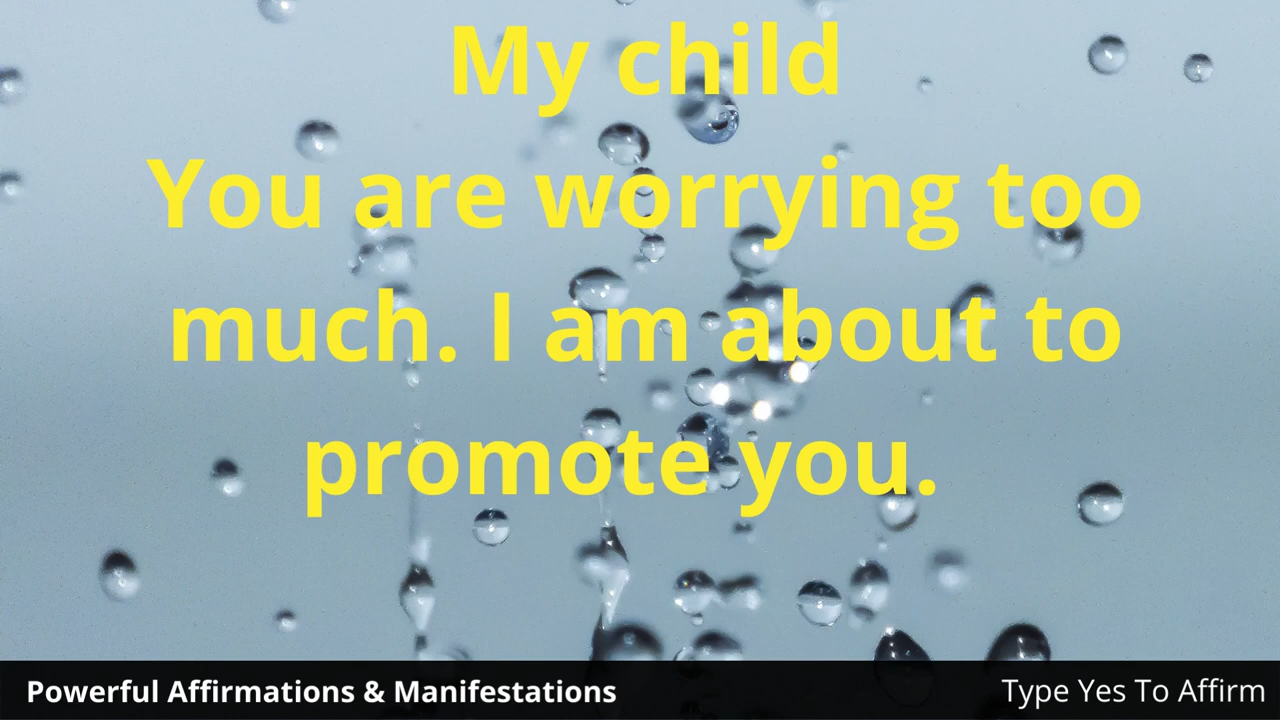 My child
You are worrying too
much. I am about to
promote you.
Powerful Affirmations & Manifestations
Type Yes To Affirm